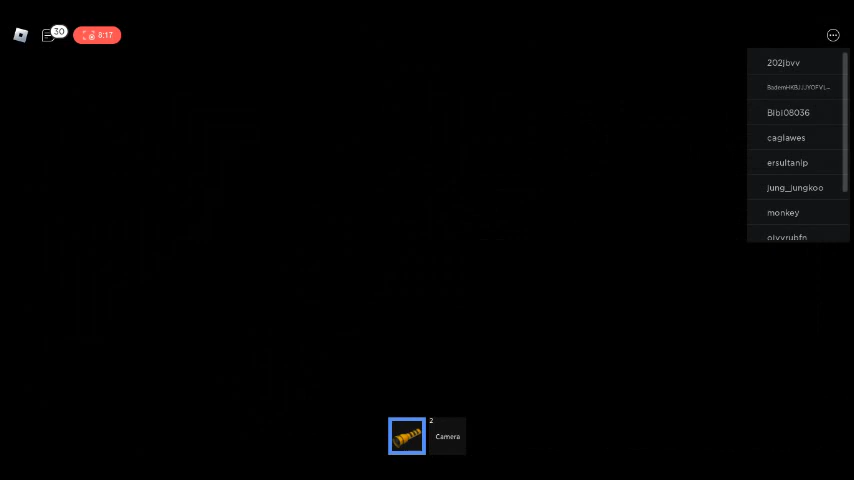 30
8:17
202jbvv
Bibi08036
caglawes
ersultanip
jung_jungkoo
monkey
2
Camera